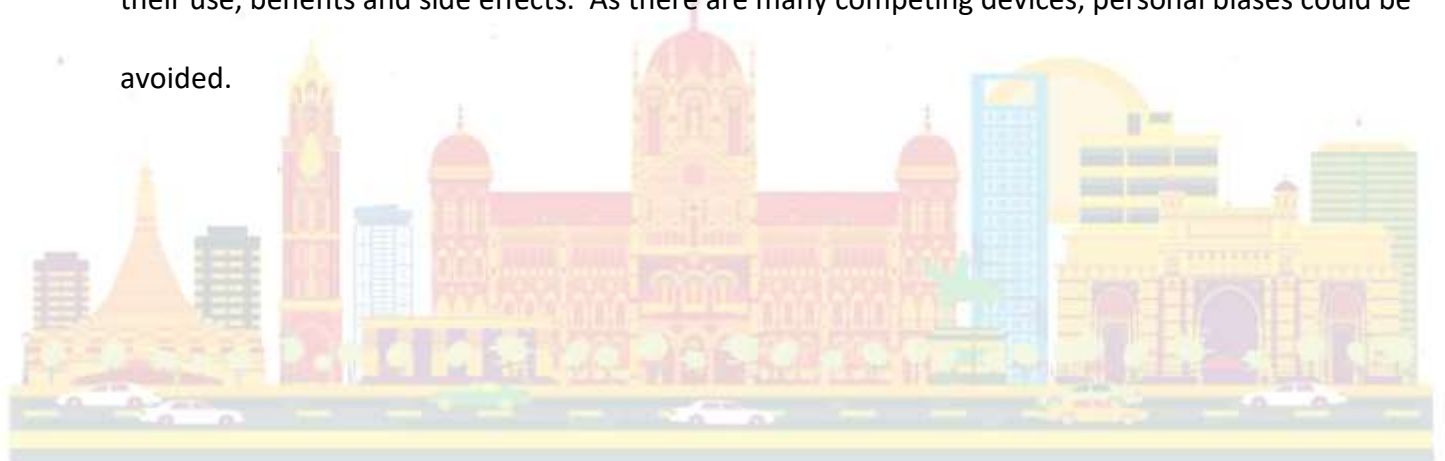 their use, benefits and side effects. As there are many competing devices, personal biases could be
avoided.